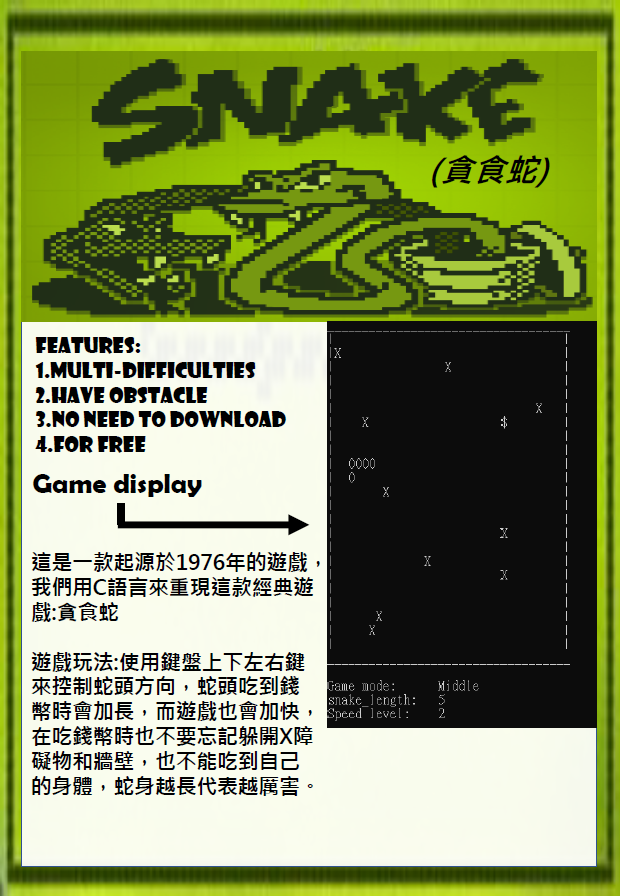 SNAKE
(貪食蛇)
FEATURES:
1.MULTI-DIFFICULTIES
2.HAVE OBSTACLE
3.NO NEED TO DOWNLOAD
4.FOR FREE
Game display
這是一款起源於1976年的遊戲，
我們用C語言來重現這款經典遊
戲:貪食蛇
遊戲玩法:使用鍵盤上下左右鍵
來控制蛇頭方向，蛇頭吃到錢
幣時會加長，而遊戲也會加快，
在吃錢幣時也不要忘記躲開X障
礙物和牆壁，也不能吃到自己
的身體，蛇身越長代表越厲害。
X
X
X
X $
OOOO
O
X
X
X
X
X
X
Game mode: Middle
snake_length: 5
Speed level: 2